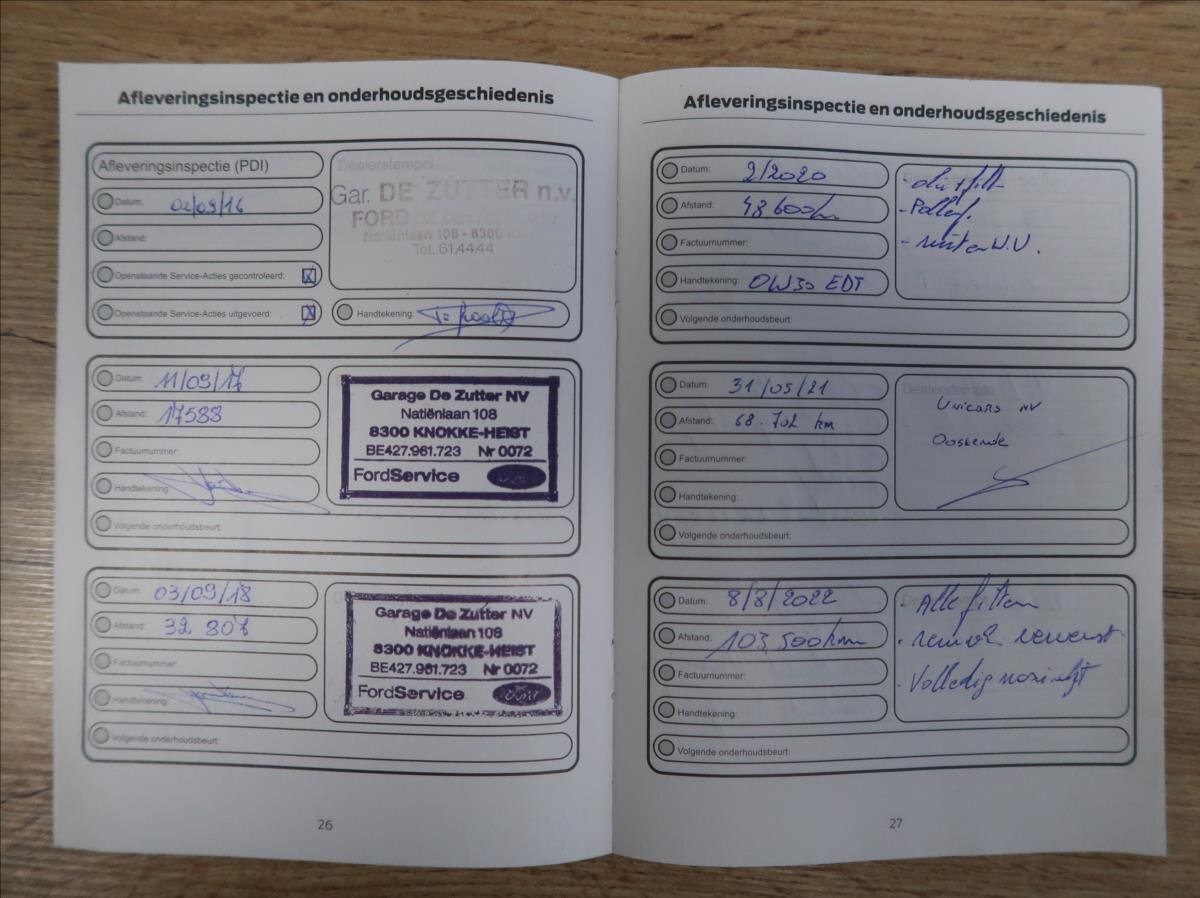 Afleveringsinspectie en onderhoudsgeschiedenis
Afleveringsinspectie (PDI)
Datum: 02/09/16
Afstand:
Openstaande Service-Acties gecontroleerd: X
Openstaande Service-Acties uitgevoerd: X
Dealerstempel
Gar. DE ZUTTER n.v.
FORD
Natiënlaan 108 - 8300
Tel. 61.44.44
Handtekening:
Datum: 11/09/17
Afstand: 17588
Factuurnummer:
Handtekening:
Volgende onderhoudsbeurt:
Garage De Zutter NV
Natiënlaan 108
8300 KNOKKE-HEIST
BE427.961.723 Nr 0072
FordService
Datum: 03/09/18
Afstand: 32 807
Factuurnummer:
Handtekening:
Volgende onderhoudsbeurt:
Garage De Zutter NV
Natiënlaan 108
8300 KNOKKE-HEIST
BE427.961.723 Nr 0072
FordService
26
Afleveringsinspectie en onderhoudsgeschiedenis
Datum: 2/2020
Afstand: 48 600km
Factuurnummer:
Handtekening: 0W30 EDT
Volgende onderhoudsbeurt:
Datum: 31/05/21
Afstand: 68.702 km
Factuurnummer:
Handtekening:
Volgende onderhoudsbeurt:
Dealerstempel
Unicars NV
Oostende
Datum: 8/8/2022
Afstand: 103.500km
Factuurnummer:
Handtekening:
Volgende onderhoudsbeurt:
- Alle filters
- remolie ververst
- Volledig nazicht
27